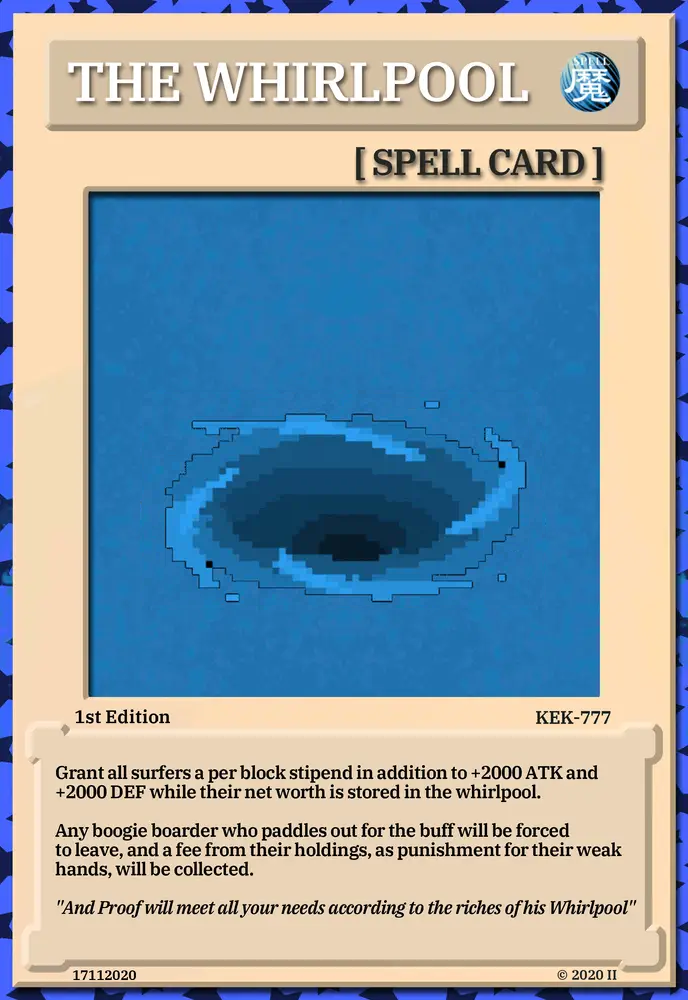 THE WHIRLPOOL
SPELL
魔
[ SPELL CARD ]
1st Edition
KEK-777
Grant all surfers a per block stipend in addition to +2000 ATK and
+2000 DEF while their net worth is stored in the whirlpool.
Any boogie boarder who paddles out for the buff will be forced
to leave, and a fee from their holdings, as punishment for their weak
hands, will be collected.
"And Proof will meet all your needs according to the riches of his Whirlpool"
17112020
© 2020 II